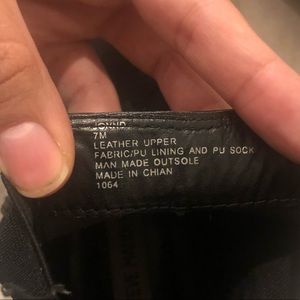 7M
LEATHER UPPER
FABRIC/PU LINING AND PU SOCK
MAN MADE OUTSOLE
MADE IN CHIAN
1064